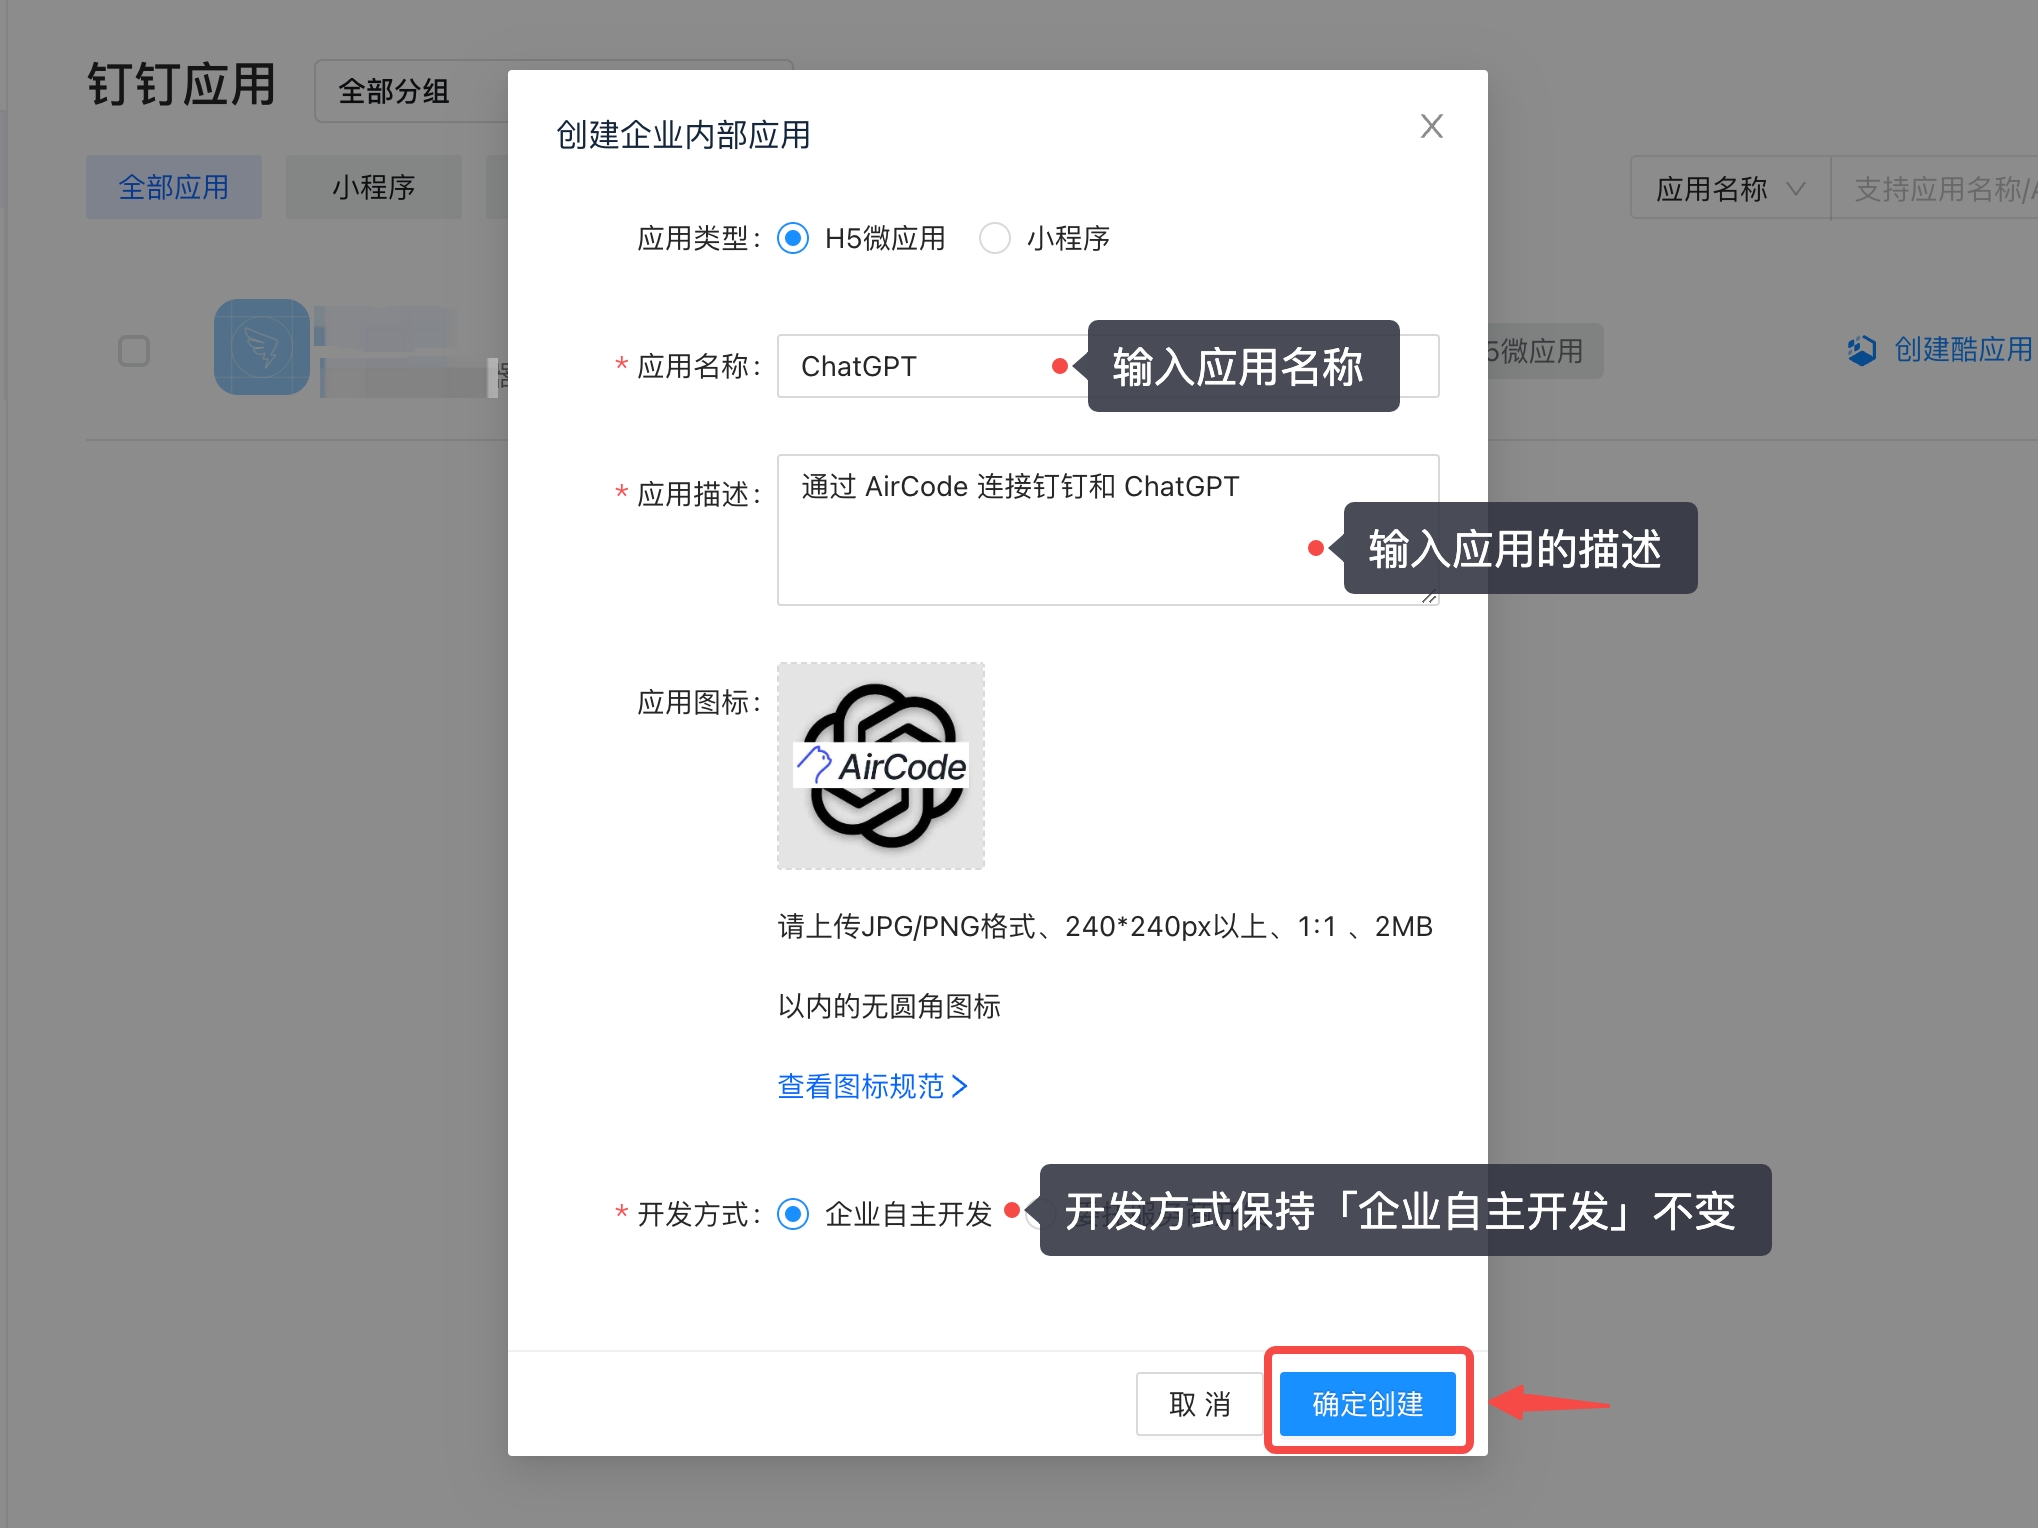 钉钉应用
全部分组
全部应用
小程序
应用名称
支持应用名称/
5微应用
创建酷应用
创建企业内部应用
应用类型: H5微应用 小程序
* 应用名称: ChatGPT
输入应用名称
* 应用描述: 通过 AirCode 连接钉钉和 ChatGPT
输入应用的描述
应用图标:
AirCode
请上传JPG/PNG格式、240*240px以上、1:1 、2MB
以内的无圆角图标
查看图标规范
* 开发方式: 企业自主开发
开发方式保持「企业自主开发」不变
取 消
确定创建